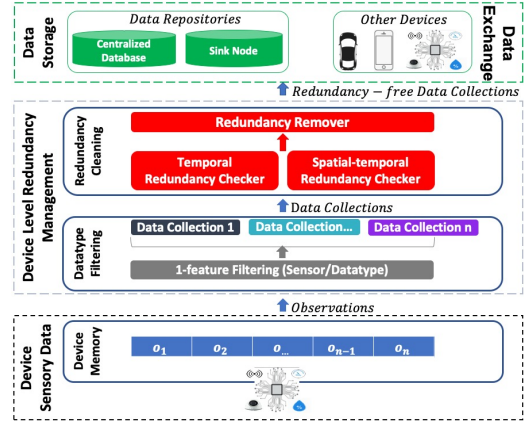 Data Storage
Data Repositories
Centralized
Database
Sink Node
Other Devices
Data
Exchange
Redundancy − free Data Collections
Device Level Redundancy
Management
Redundancy
Cleaning
Redundancy Remover
Temporal
Redundancy Checker
Spatial-temporal
Redundancy Checker
Data Collections
Datatype
Filtering
Data Collection 1
Data Collection...
Data Collection n
1-feature Filtering (Sensor/Datatype)
Observations
Device
Sensory Data
Device
Memory
o1
o2
o...
on−1
on